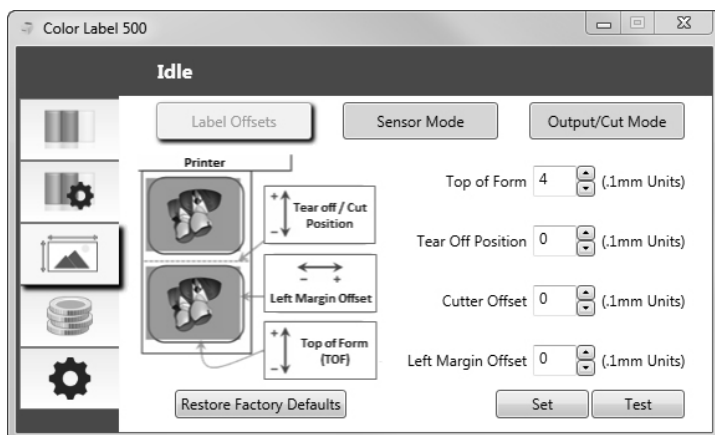 Color Label 500
Idle
Label Offsets
Sensor Mode
Output/Cut Mode
Printer
+
Tear off / Cut
Position
−
− +
Left Margin Offset
+
Top of Form
(TOF)
−
Top of Form 4 (.1mm Units)
Tear Off Position 0 (.1mm Units)
Cutter Offset 0 (.1mm Units)
Left Margin Offset 0 (.1mm Units)
Restore Factory Defaults
Set
Test